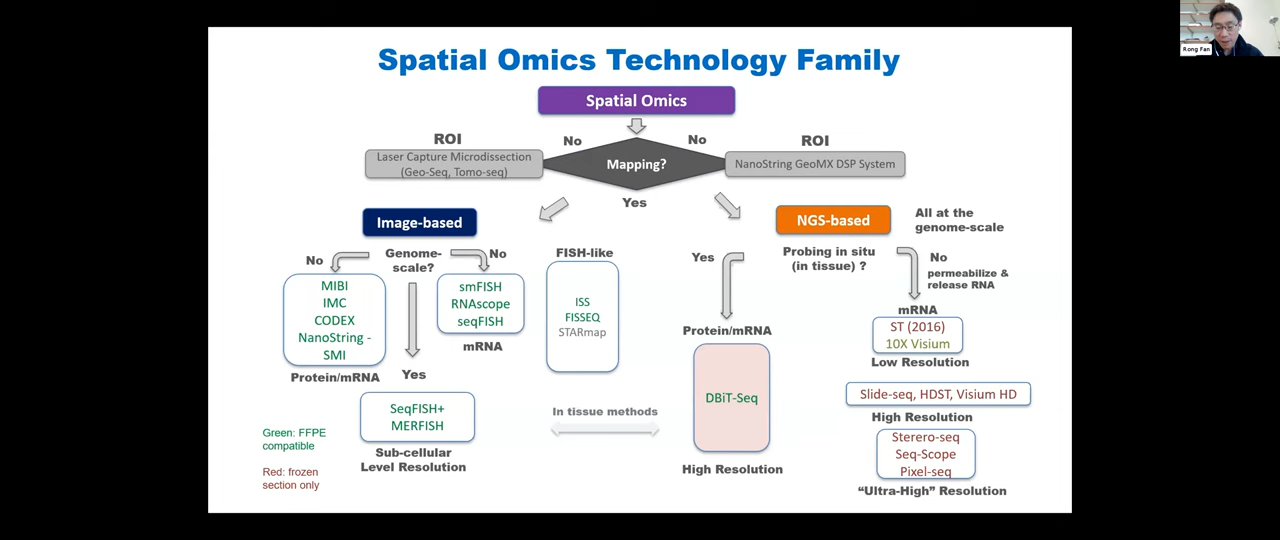 Spatial Omics Technology Family
Rong Fan
Spatial Omics
ROI
No
No
ROI
Laser Capture Microdissection
(Geo-Seq, Tomo-seq)
Mapping?
NanoString GeoMX DSP System
Yes
Image-based
NGS-based
All at the
genome-scale
No
Genome-
scale?
No
FISH-like
Yes
Probing in situ
(in tissue) ?
No
permeabilize &
release RNA
MIBI
IMC
CODEX
NanoString -
SMI
Protein/mRNA
smFISH
RNAscope
seqFISH
mRNA
ISS
FISSEQ
STARmap
Yes
SeqFISH+
MERFISH
Sub-cellular
Level Resolution
In tissue methods
Protein/mRNA
DBiT-Seq
High Resolution
mRNA
ST (2016)
10X Visium
Low Resolution
Slide-seq, HDST, Visium HD
High Resolution
Sterero-seq
Seq-Scope
Pixel-seq
“Ultra-High” Resolution
Green: FFPE
compatible
Red: frozen
section only